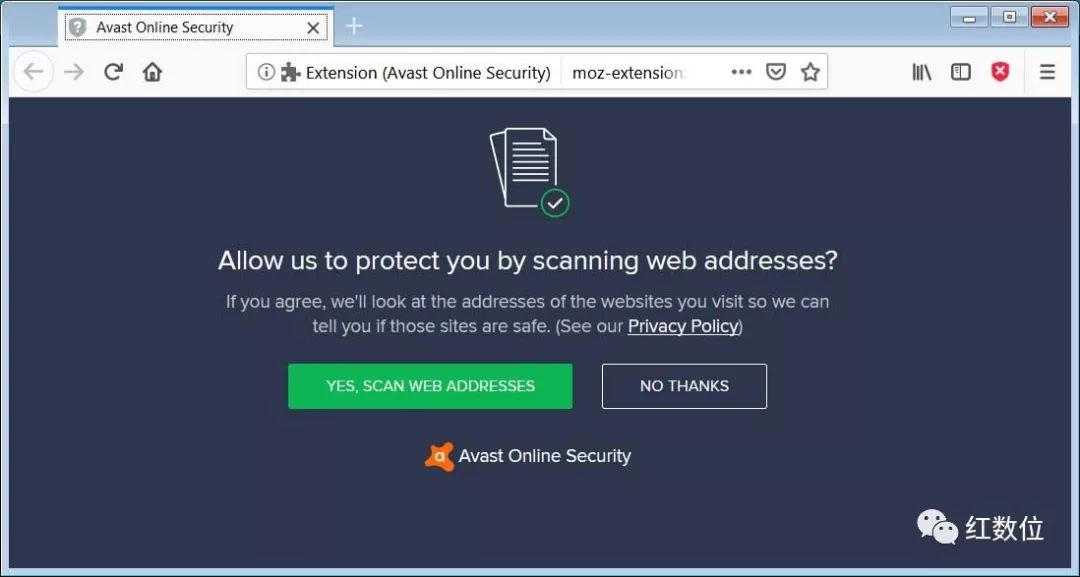 Avast Online Security
Extension (Avast Online Security)
moz-extension:
Allow us to protect you by scanning web addresses?
If you agree, we'll look at the addresses of the websites you visit so we can
tell you if those sites are safe. (See our Privacy Policy)
YES, SCAN WEB ADDRESSES
NO THANKS
a Avast Online Security
红数位